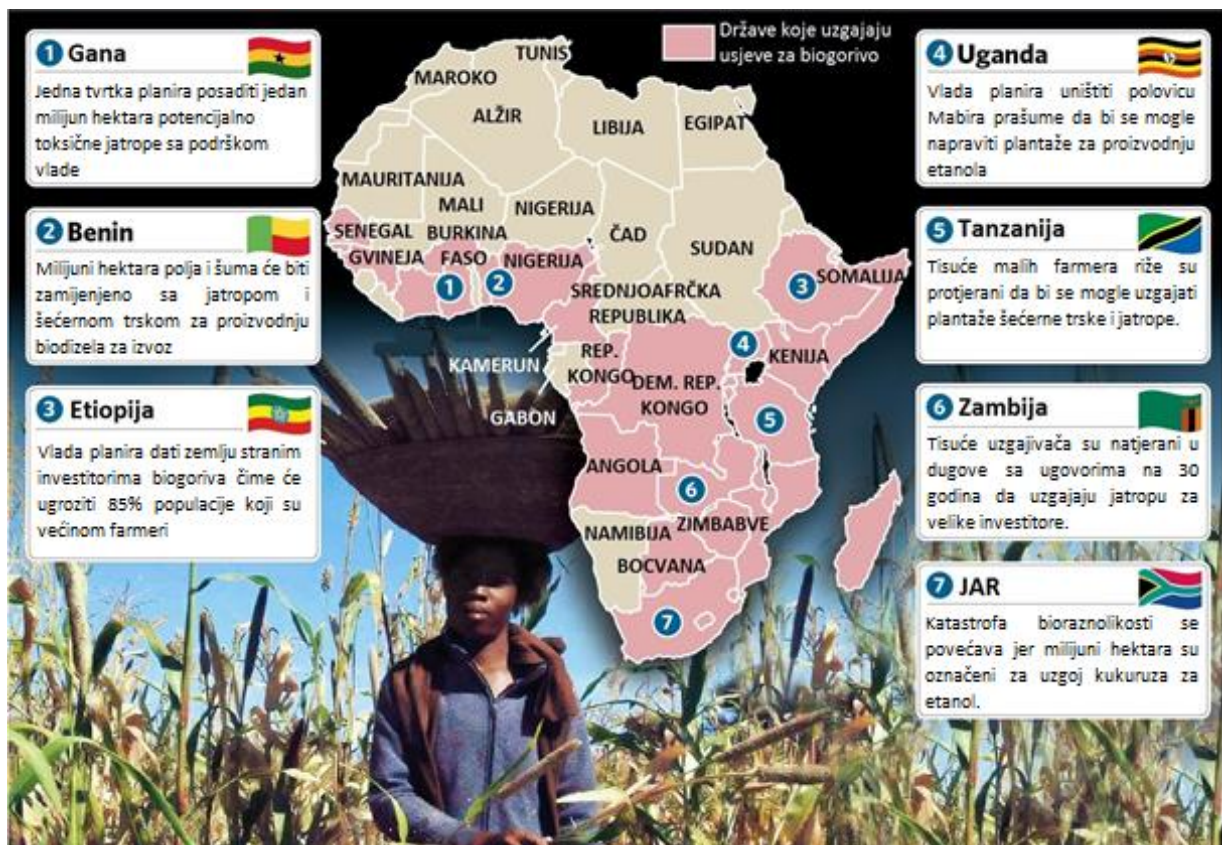 1 Gana
Jedna tvrtka planira posaditi jedan
milijun hektara potencijalno
toksične jatrope sa podrškom
vlade
2 Benin
Milijuni hektara polja i šuma će biti
zamijenjeno sa jatropom i
šećernom trskom za proizvodnju
biodizela za izvoz
3 Etiopija
Vlada planira dati zemlju stranim
investitorima biogoriva čime će
ugroziti 85% populacije koji su
većinom farmeri
Države koje uzgajaju
usjeve za biogorivo
TUNIS
MAROKO
ALŽIR
LIBIJA
EGIPAT
MAURITANIJA
MALI
NIGERIJA
ČAD
SUDAN
SENEGAL
BURKINA
FASO
GVINEJA
NIGERIJA
SOMALIJA
1
2
3
SREDNJOAFRČKA
REPUBLIKA
4
KAMERUN
REP.
KONGO
KENIJA
DEM. REP.
KONGO
GABON
5
ANGOLA
6
NAMIBIJA
ZIMBABVE
BOCVANA
7
4 Uganda
Vlada planira uništiti polovicu
Mabira prašume da bi se mogle
napraviti plantaže za proizvodnju
etanola
5 Tanzanija
Tisuće malih farmera riže su
protjerani da bi se mogle uzgajati
plantaže šećerne trske i jatrope.
6 Zambija
Tisuće uzgajivača su natjerani u
dugove sa ugovorima na 30
godina da uzgajaju jatropu za
velike investitore.
7 JAR
Katastrofa bioraznolikosti se
povećava jer milijuni hektara su
označeni za uzgoj kukuruza za
etanol.